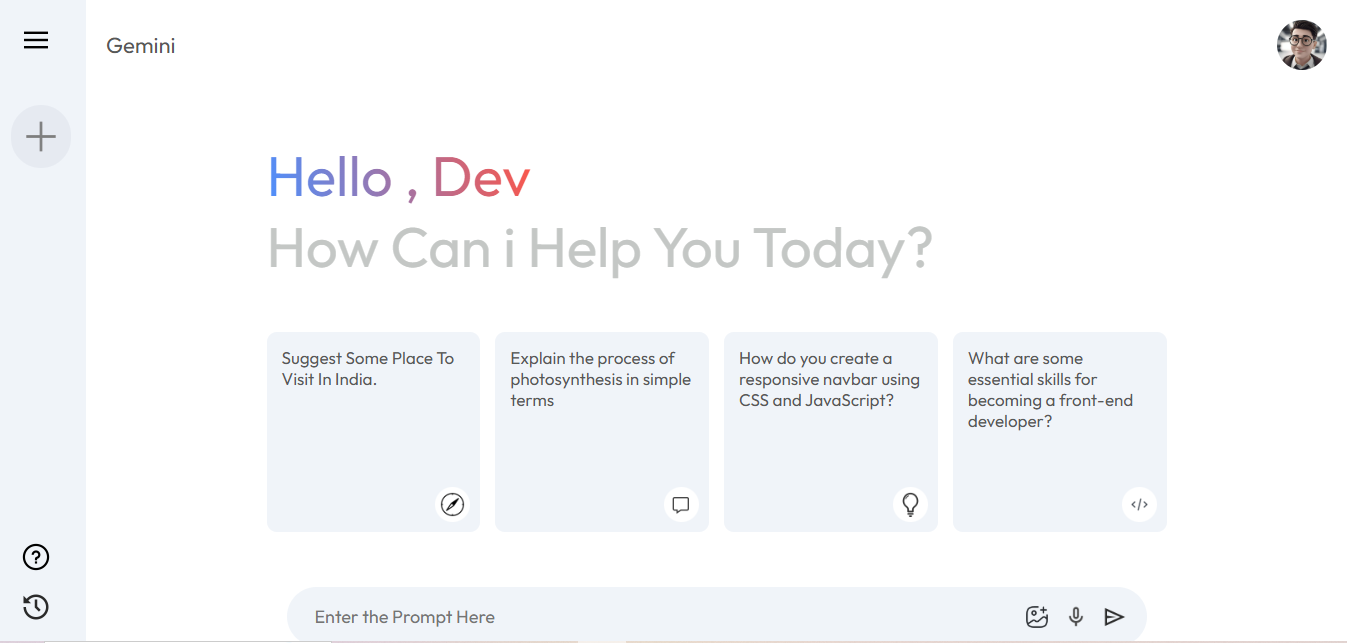 Gemini
Hello , Dev
How Can i Help You Today?
Suggest Some Place To
Visit In India.
Explain the process of
photosynthesis in simple
terms
How do you create a
responsive navbar using
CSS and JavaScript?
What are some
essential skills for
becoming a front-end
developer?
Enter the Prompt Here